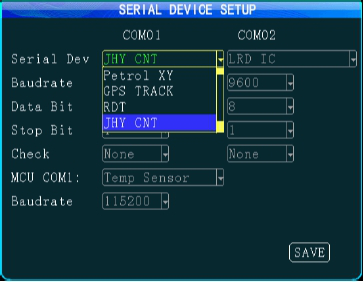 SERIAL DEVICE SETUP
COM01 COM02
Serial Dev JHY CNT LRD IC
Petrol XY
Baudrate 9600
GPS TRACK
Data Bit RDT 8
JHY CNT
Stop Bit 1
Check None None
MCU COM1: Temp Sensor
Baudrate 115200
SAVE